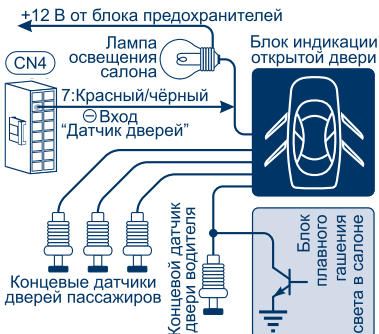 +12 В от блока предохранителей
Лампа
освещения
салона
Блок индикации
открытой двери
CN4
7:Красный/чёрный
⊖Вход
“Датчик дверей”
Концевые датчики
дверей пассажиров
Концевой датчик
двери водителя
Блок
плавного
гашения
света в салоне